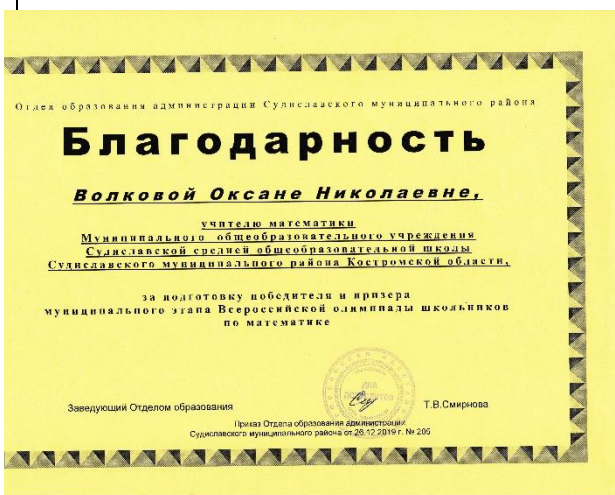 Отдел образования администрации Судиславского муниципального района
Благодарность
Волковой Оксане Николаевне,
учителю математики
Муниципального общеобразовательного учреждения
Судиславской средней общеобразовательной школы
Судиславского муниципального района Костромской области,
за подготовку победителя и призера
муниципального этапа Всероссийской олимпиады школьников
по математике
ДЛЯ
ДОКУМЕНТОВ
Заведующий Отделом образования Т.В.Смирнова
Приказ Отдела образования администрации
Судиславского муниципального района от 26.12.2019 г. № 205